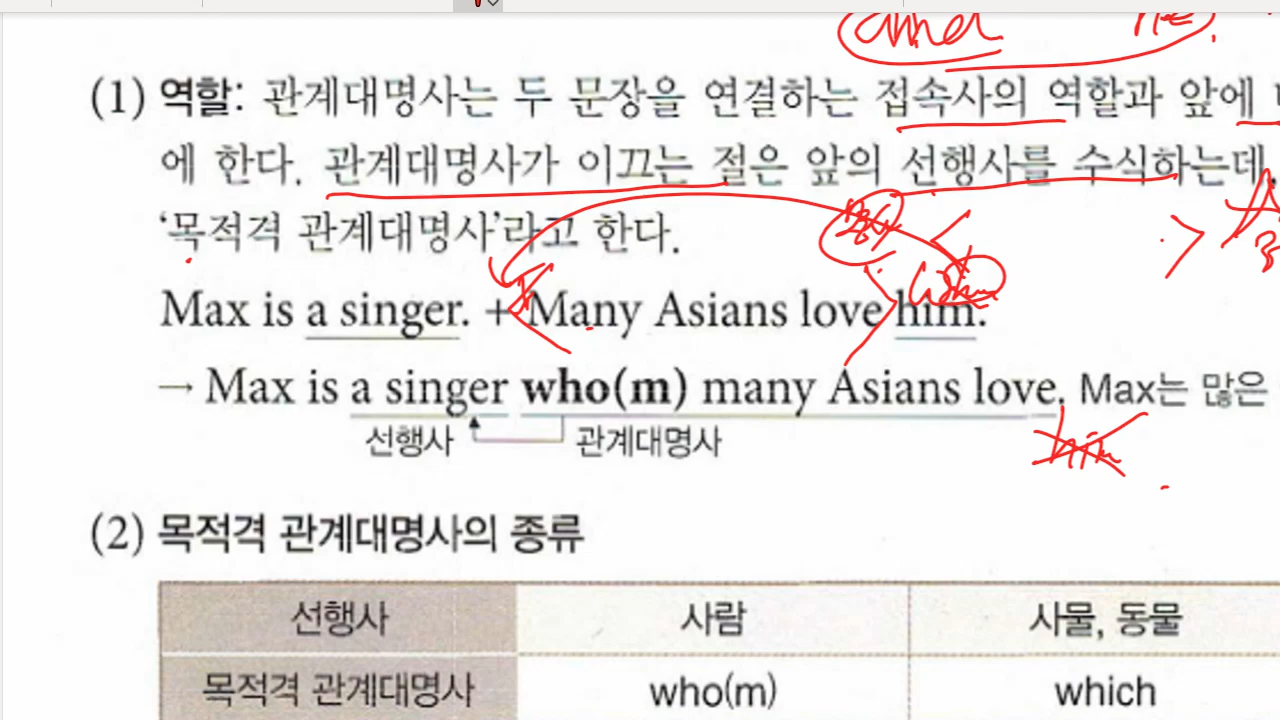 and he
(1) 역할: 관계대명사는 두 문장을 연결하는 접속사의 역할과 앞에
에 한다. 관계대명사가 이끄는 절은 앞의 선행사를 수식하는데,
‘목적격 관계대명사’라고 한다.
Max is a singer. + Many Asians love him.
whom
→ Max is a singer who(m) many Asians love. Max는 많은
선행사 관계대명사
him
(2) 목적격 관계대명사의 종류
선행사 사람 사물, 동물
목적격 관계대명사 who(m) which